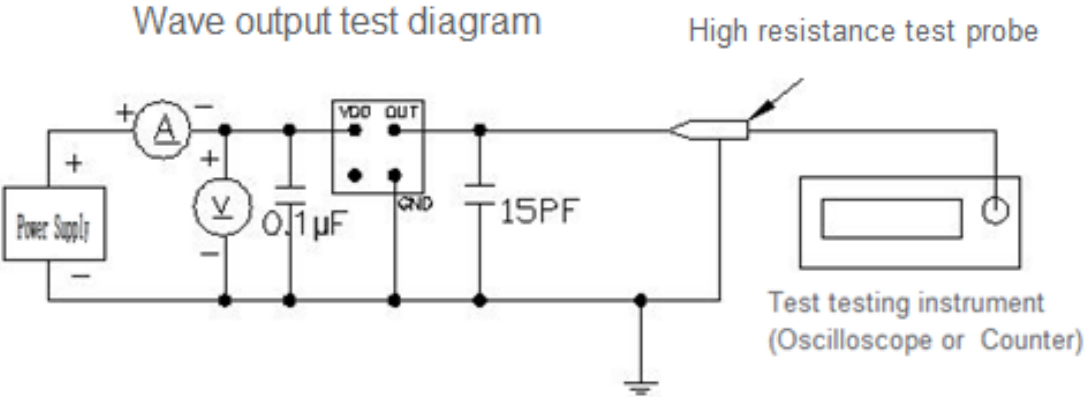 Wave output test diagram
High resistance test probe
+ A −
VDD OUT
+
+
Power Supply
V
0.1μF
GND
15PF
−
−
Test testing instrument
(Oscilloscope or Counter)